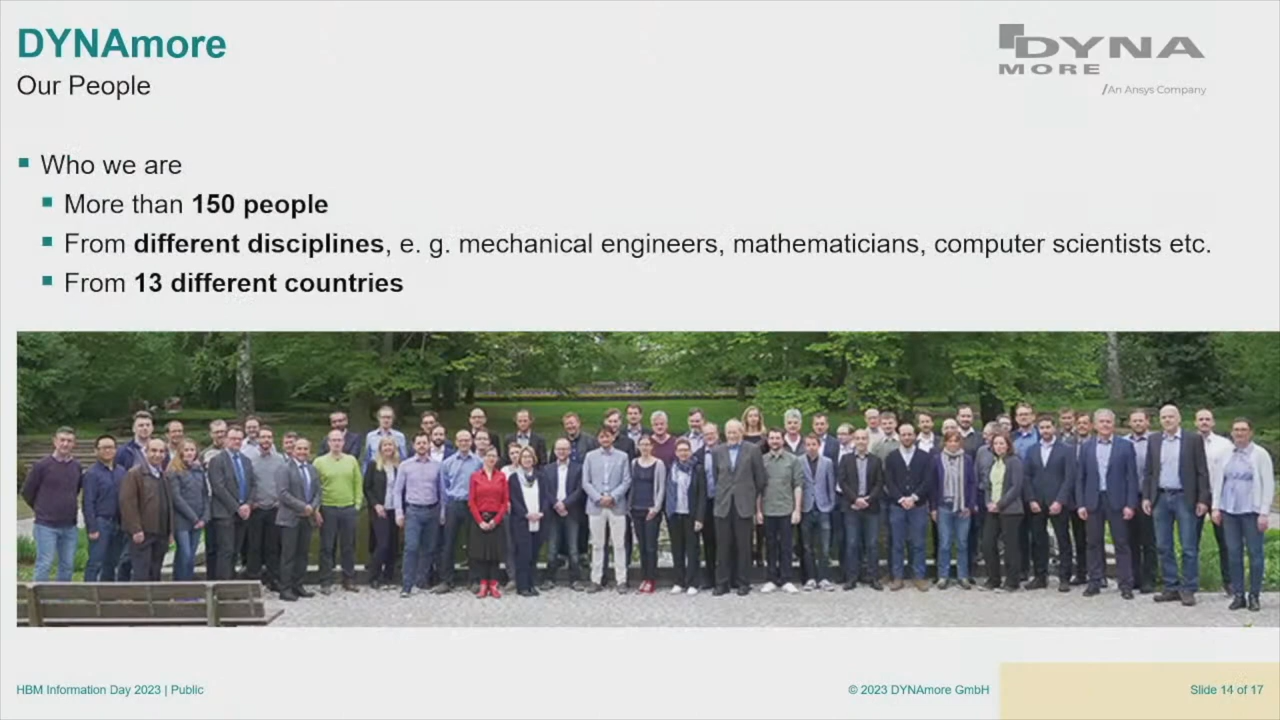 DYNAmore
Our People
DYNA
MORE
/An Ansys Company
Who we are
More than 150 people
From different disciplines, e. g. mechanical engineers, mathematicians, computer scientists etc.
From 13 different countries
HBM Information Day 2023 | Public
© 2023 DYNAmore GmbH
Slide 14 of 17